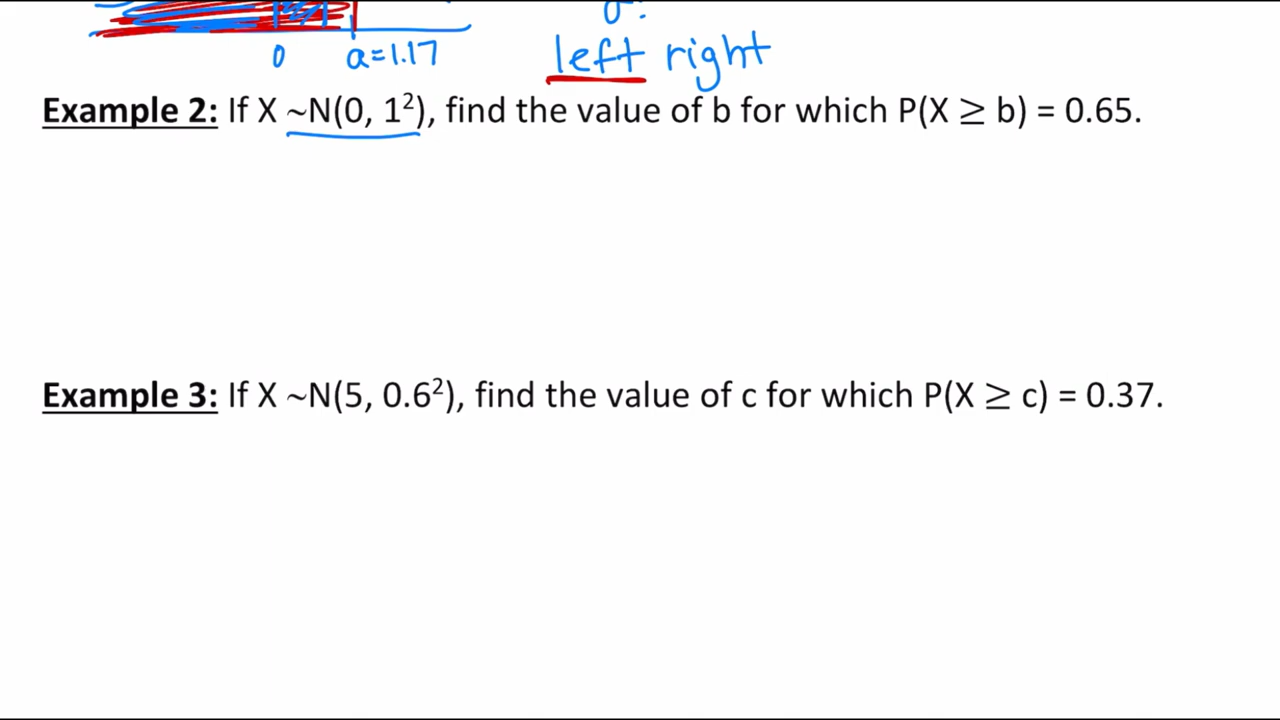 0 a=1.17 left right
Example 2: If X ~N(0, 1²), find the value of b for which P(X ≥ b) = 0.65.
Example 3: If X ~N(5, 0.6²), find the value of c for which P(X ≥ c) = 0.37.